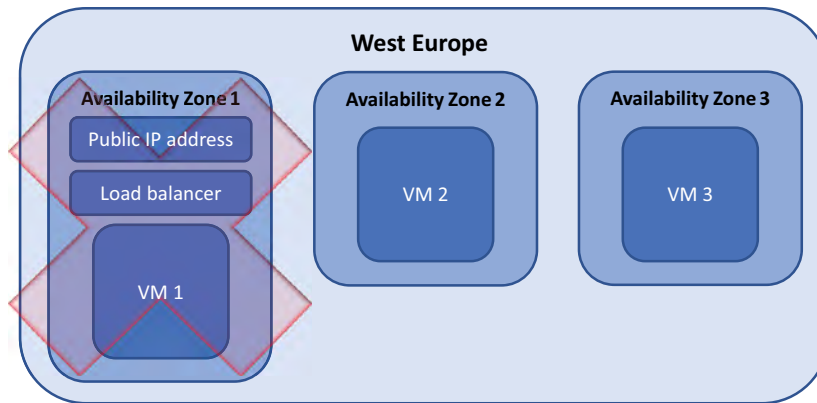 West Europe
Availability Zone 1
Availability Zone 2
Availability Zone 3
Public IP address
Load balancer
VM 1
VM 2
VM 3